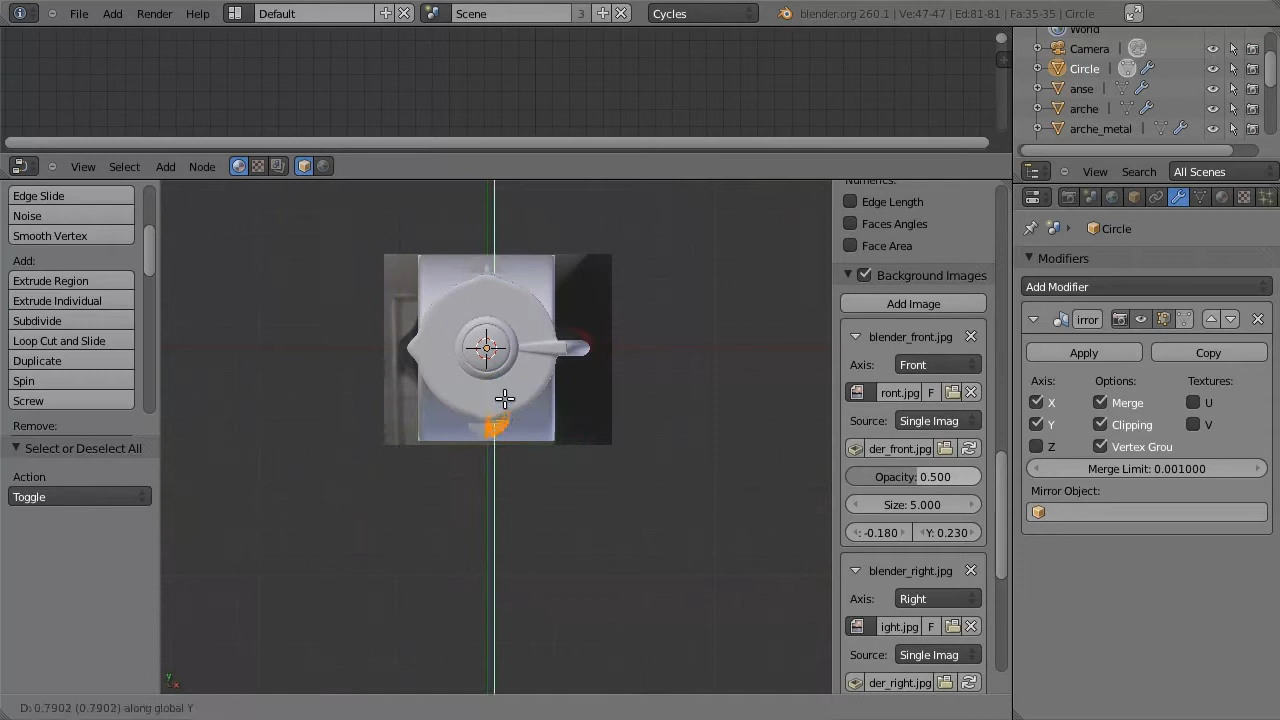 File Add Render Help Default Scene 3 Cycles blender.org 260.1 | Ve:47-47 | Ed:81-81 | Fa:35-35 | Circle
World
Camera
Circle
anse
arche
arche_metal
View Select Add Node
View Search All Scenes
Edge Slide
Noise
Smooth Vertex
Add:
Extrude Region
Extrude Individual
Subdivide
Loop Cut and Slide
Duplicate
Spin
Screw
Remove:
Select or Deselect All
Action
Toggle
Numerics:
Edge Length
Faces Angles
Face Area
Background Images
Add Image
blender_front.jpg
Axis: Front
ront.jpg F
Source: Single Imag
der_front.jpg
Opacity: 0.500
Size: 5.000
: -0.180 Y: 0.230
blender_right.jpg
Axis: Right
ight.jpg F
Source: Single Imag
der_right.jpg
Circle
Modifiers
Add Modifier
irror
Apply Copy
Axis: Options: Textures:
X Merge U
Y Clipping V
Z Vertex Grou
Merge Limit: 0.001000
Mirror Object:
y x
D: 0.7902 (0.7902) along global Y